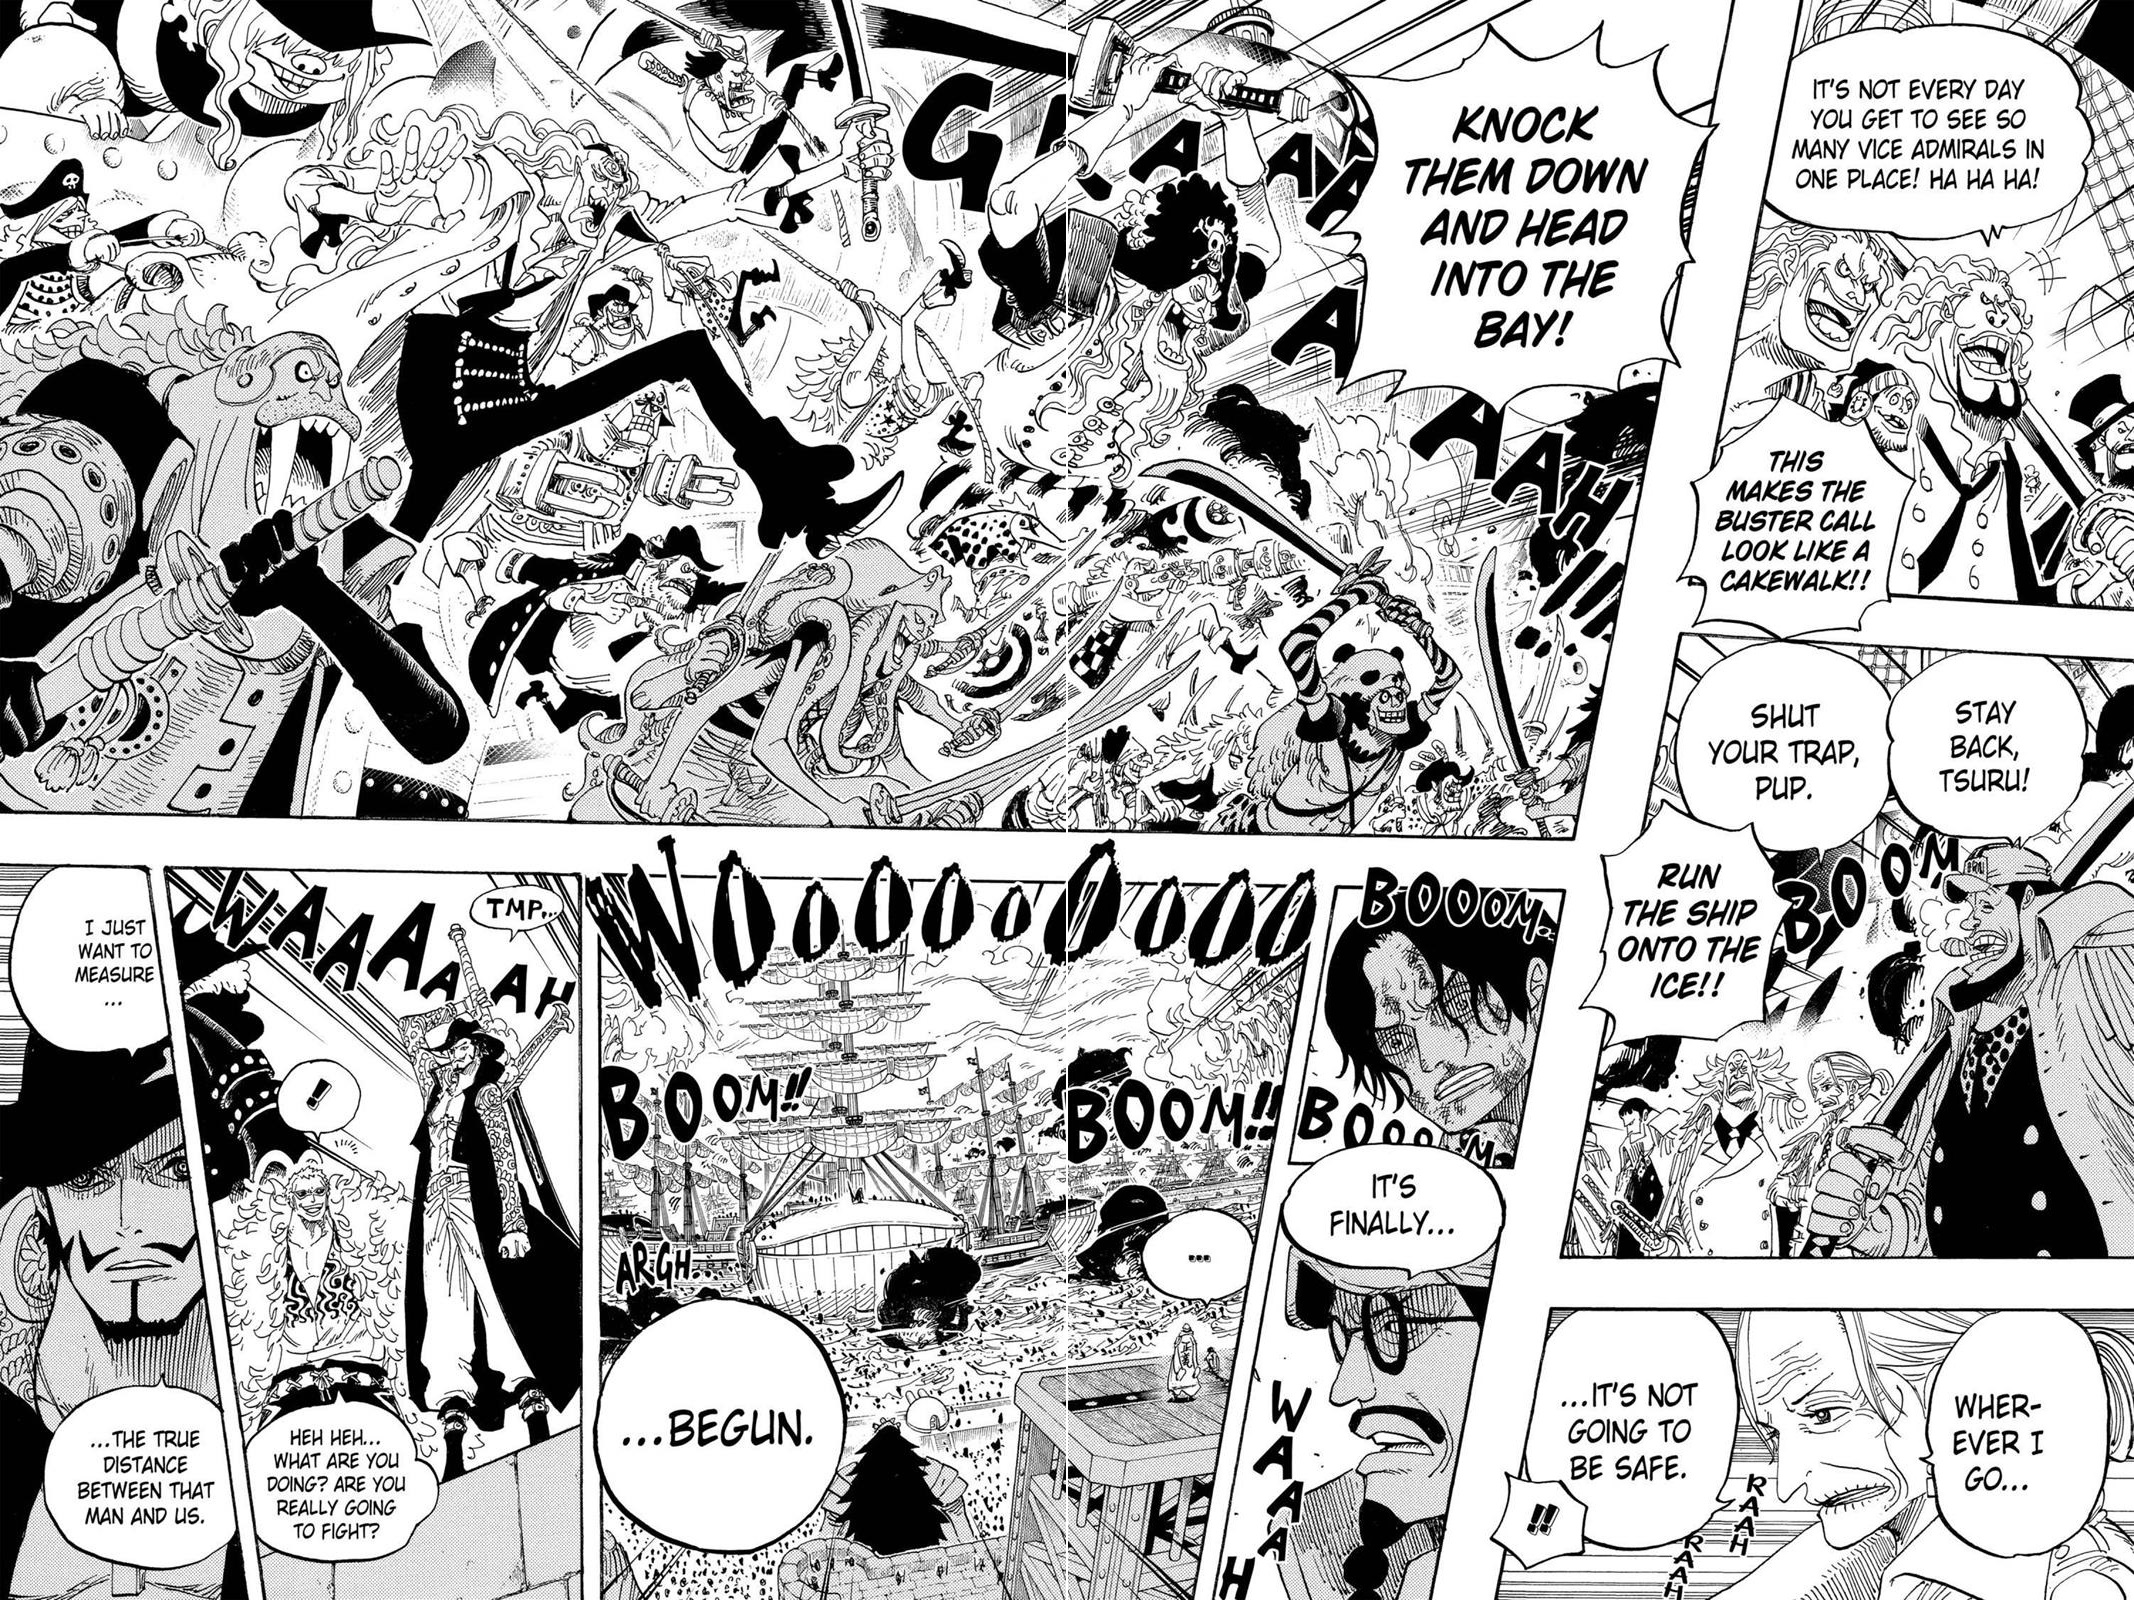 IT'S NOT EVERY DAY
YOU GET TO SEE SO
MANY VICE ADMIRALS IN
ONE PLACE! HA HA HA!
THIS
MAKES THE
BUSTER CALL
LOOK LIKE A
CAKEWALK!!
KNOCK
THEM DOWN
AND HEAD
INTO THE
BAY!
STAY
BACK,
TSURU!
SHUT
YOUR TRAP,
PUP.
BOOM
RUN
THE SHIP
ONTO THE
ICE!!
WHER-
EVER I
GO...
...IT'S NOT
GOING TO
BE SAFE.
RAAH
RAAH
!!
BOOOM
BOOOOM
IT'S
FINALLY...
WAAAH
WOOOOOOOOOO
BOOM!!
BOOM!!
...
ARGH..
...BEGUN.
WAAAAAAH
TMP...
!
HEH HEH...
WHAT ARE YOU
DOING? ARE YOU
REALLY GOING
TO FIGHT?
I JUST
WANT TO
MEASURE
...
...THE TRUE
DISTANCE
BETWEEN THAT
MAN AND US.